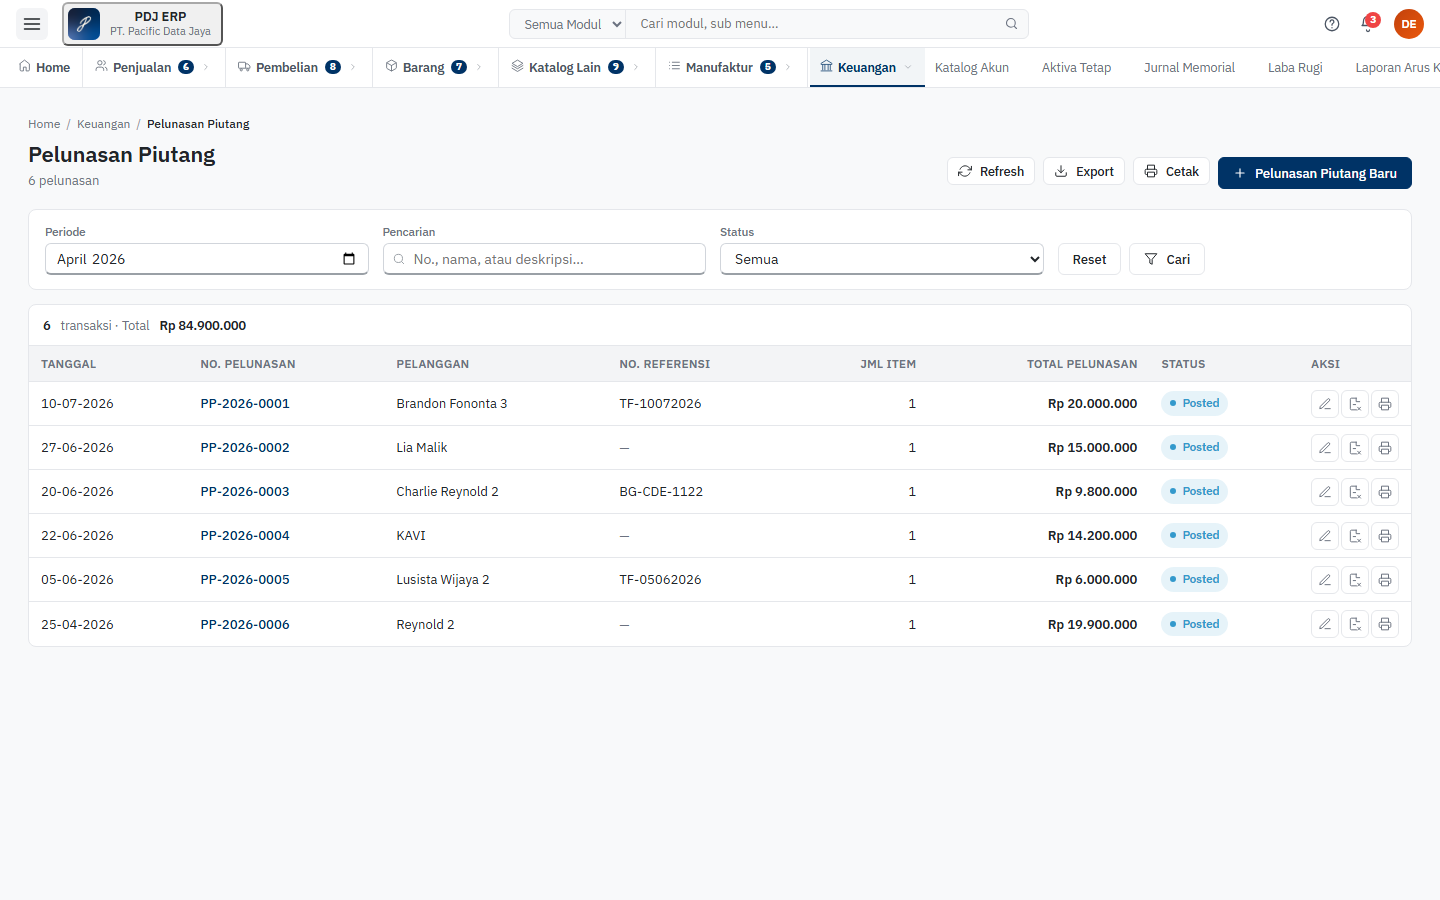 PDJ ERP
PT. Pacific Data Jaya
Semua Modul
Cari modul, sub menu...
3
DE
Home
Penjualan 6
Pembelian 8
Barang 7
Katalog Lain 9
Manufaktur 5
Keuangan
Katalog Akun
Aktiva Tetap
Jurnal Memorial
Laba Rugi
Laporan Arus K
Home / Keuangan / Pelunasan Piutang
Pelunasan Piutang
6 pelunasan
Refresh
Export
Cetak
+ Pelunasan Piutang Baru
Periode
Pencarian
Status
April 2026
No., nama, atau deskripsi...
Semua
Reset
Cari
6 transaksi · Total Rp 84.900.000
TANGGAL NO. PELUNASAN PELANGGAN NO. REFERENSI JML ITEM TOTAL PELUNASAN STATUS AKSI
10-07-2026 PP-2026-0001 Brandon Fononta 3 TF-10072026 1 Rp 20.000.000 Posted
27-06-2026 PP-2026-0002 Lia Malik — 1 Rp 15.000.000 Posted
20-06-2026 PP-2026-0003 Charlie Reynold 2 BG-CDE-1122 1 Rp 9.800.000 Posted
22-06-2026 PP-2026-0004 KAVI — 1 Rp 14.200.000 Posted
05-06-2026 PP-2026-0005 Lusista Wijaya 2 TF-05062026 1 Rp 6.000.000 Posted
25-04-2026 PP-2026-0006 Reynold 2 — 1 Rp 19.900.000 Posted